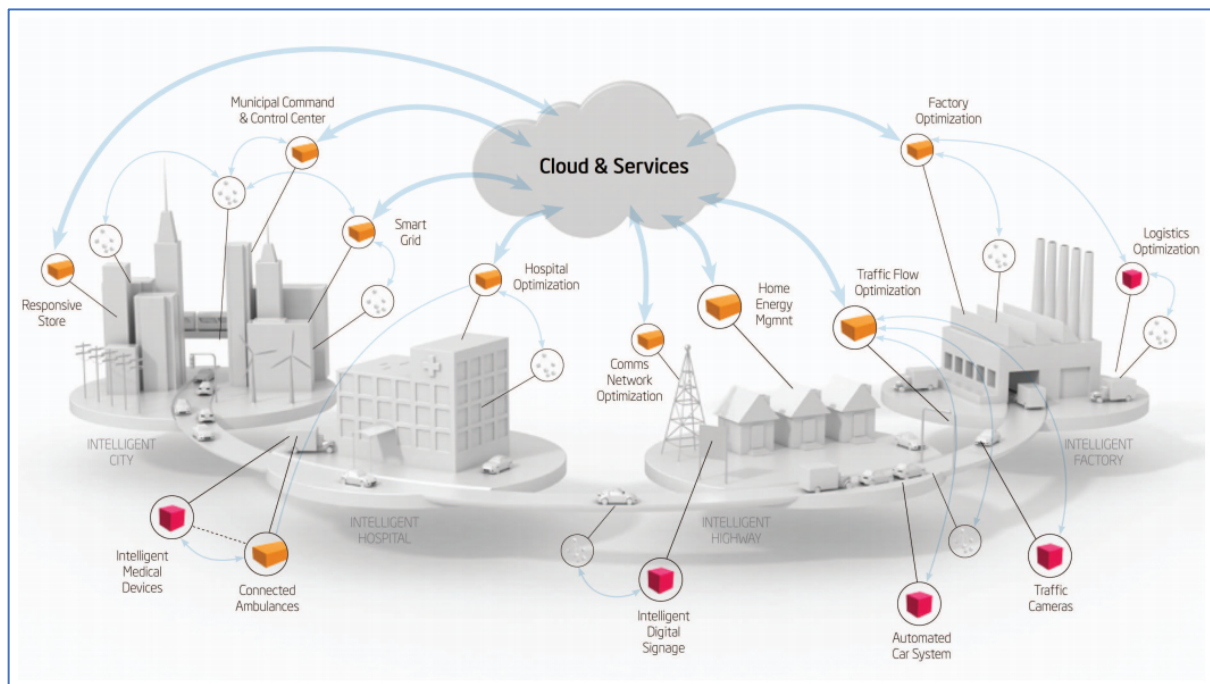 Municipal Command
& Control Center
Factory
Optimization
Cloud & Services
Smart
Grid
Logistics
Optimization
Hospital
Optimization
Home
Energy
Mgmnt
Traffic Flow
Optimization
Responsive
Store
Comms
Network
Optimization
INTELLIGENT
CITY
INTELLIGENT
FACTORY
INTELLIGENT
HOSPITAL
INTELLIGENT
HIGHWAY
Intelligent
Medical
Devices
Connected
Ambulances
Intelligent
Digital
Signage
Automated
Car System
Traffic
Cameras